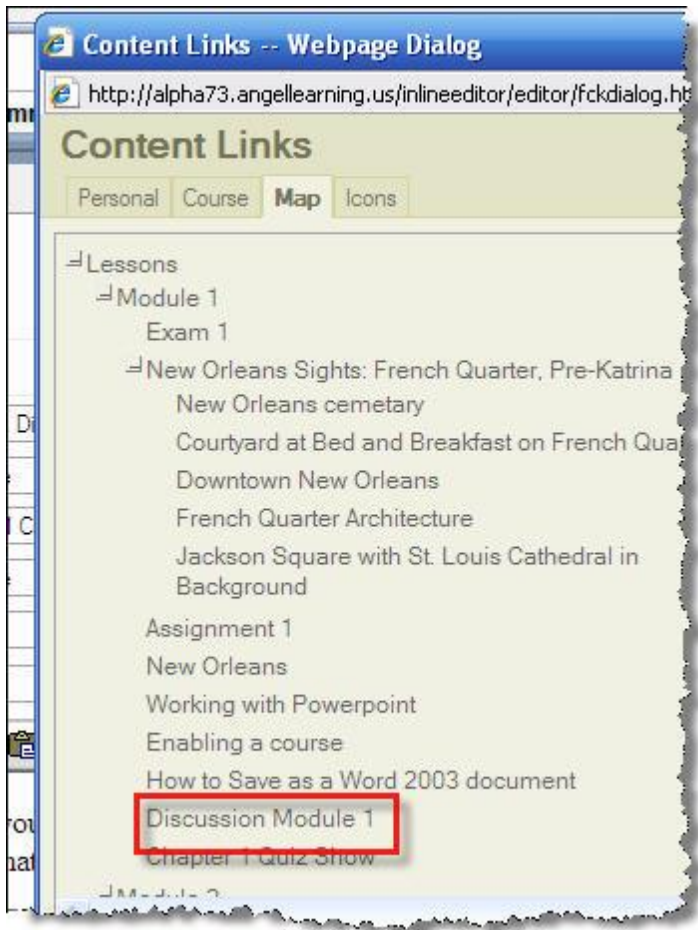 Content Links -- Webpage Dialog
http://alpha73.angellearning.us/inlineeditor/editor/fckdialog.ht
Content Links
Personal Course Map Icons
Lessons
Module 1
Exam 1
New Orleans Sights: French Quarter, Pre-Katrina
New Orleans cemetary
Courtyard at Bed and Breakfast on French Qua
Downtown New Orleans
French Quarter Architecture
Jackson Square with St. Louis Cathedral in
Background
Assignment 1
New Orleans
Working with Powerpoint
Enabling a course
How to Save as a Word 2003 document
Discussion Module 1
Chapter 1 Quiz Show